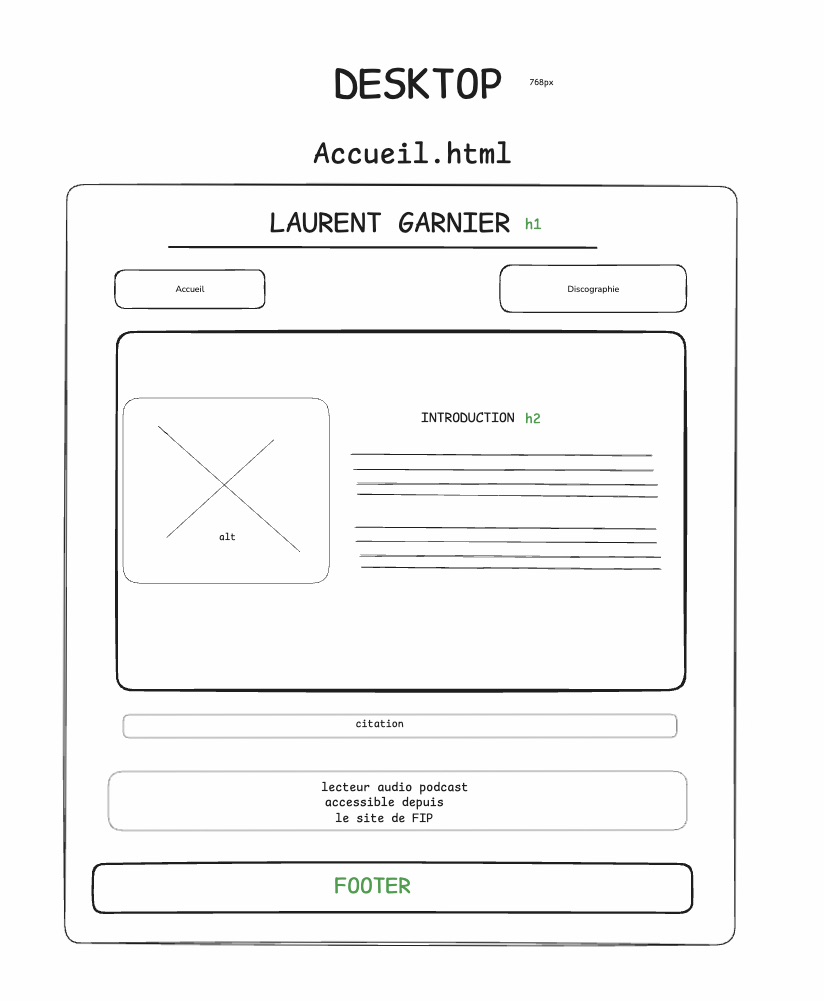 DESKTOP 768px
Accueil.html
LAURENT GARNIER h1
Accueil
Discographie
INTRODUCTION h2
alt
citation
lecteur audio podcast
accessible depuis
le site de FIP
FOOTER